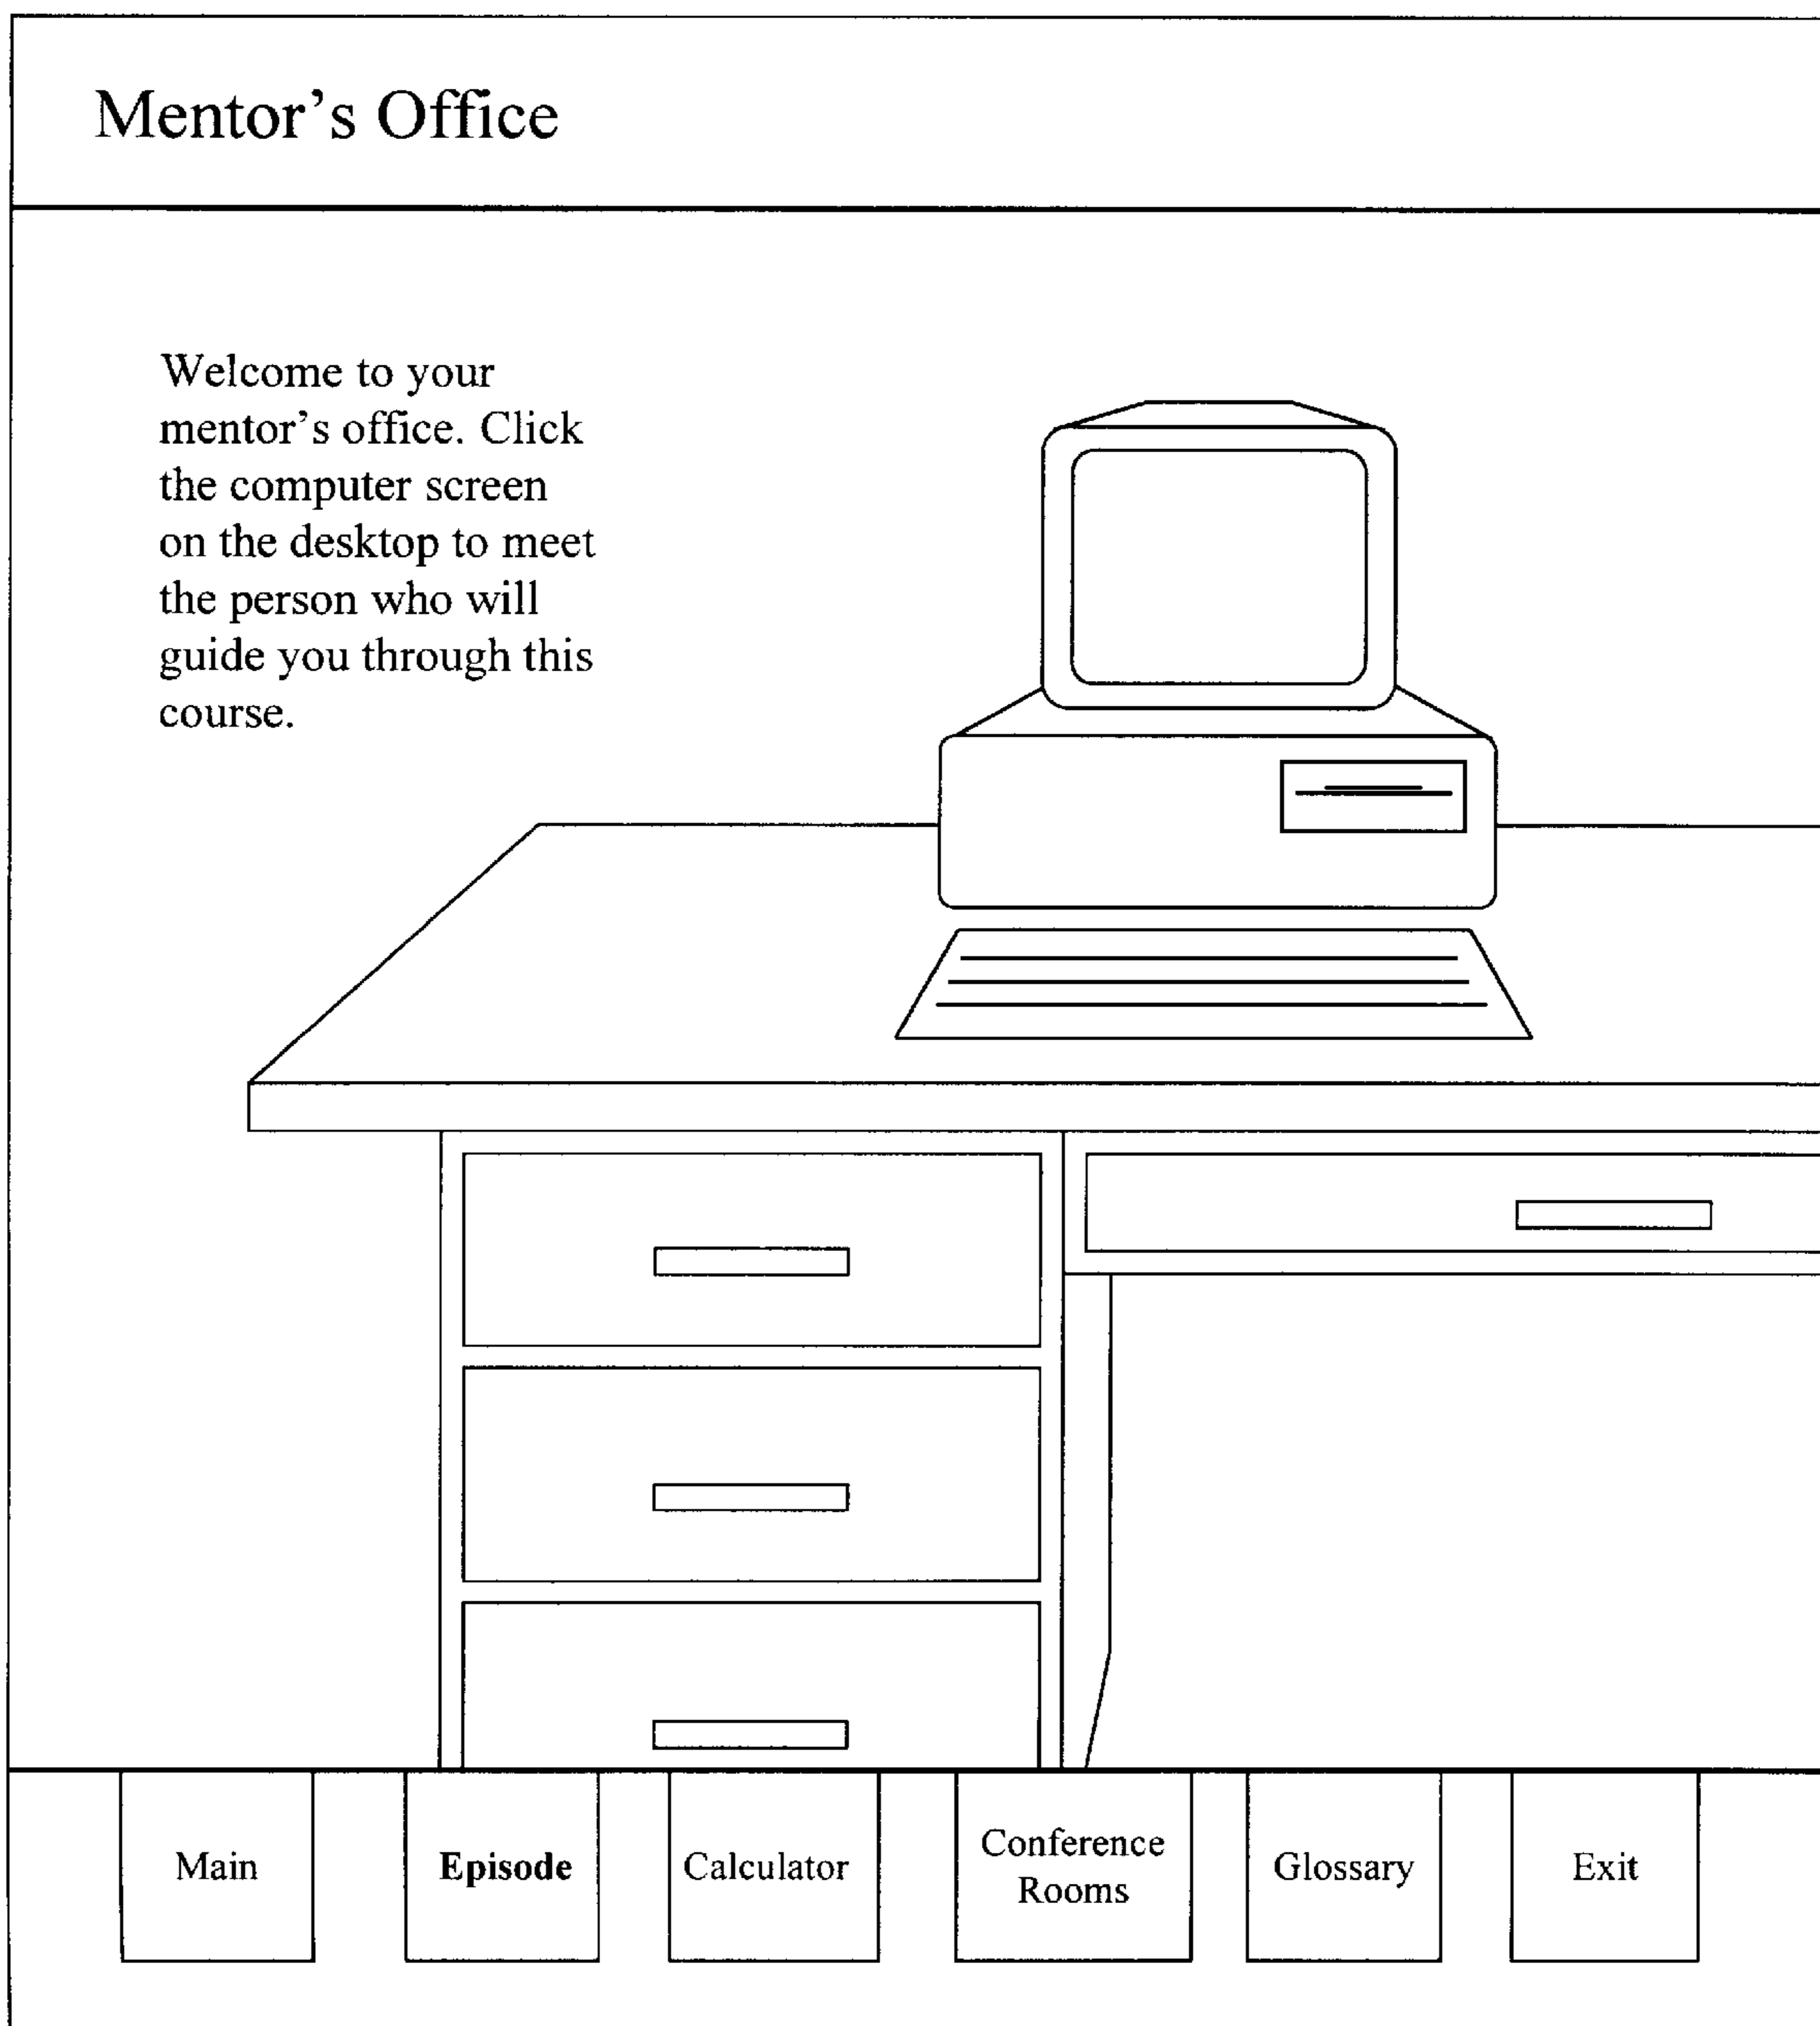 Mentor’s Office
Welcome to your
mentor’s office. Click
the computer screen
on the desktop to meet
the person who will
guide you through this
course.
Main
Episode
Calculator
Conference
Rooms
Glossary
Exit